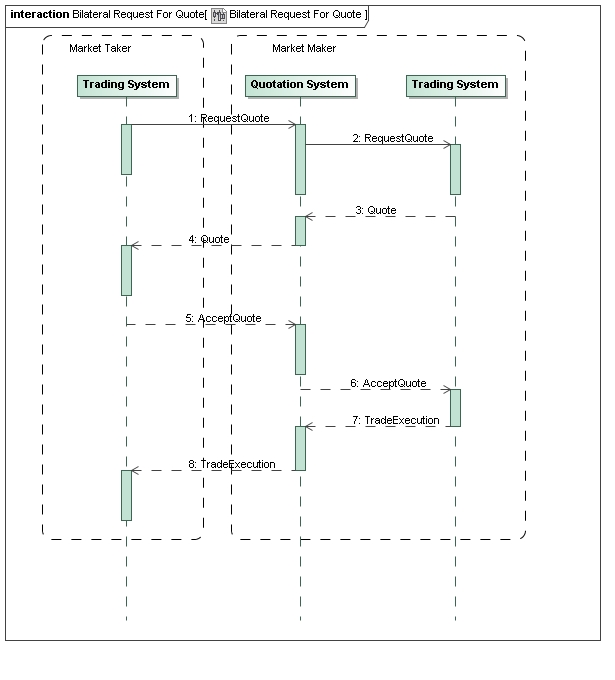 interaction Bilateral Request For Quote[ Bilateral Request For Quote ]
Market Taker
Market Maker
Trading System
Quotation System
Trading System
1: RequestQuote
2: RequestQuote
3: Quote
4: Quote
5: AcceptQuote
6: AcceptQuote
7: TradeExecution
8: TradeExecution